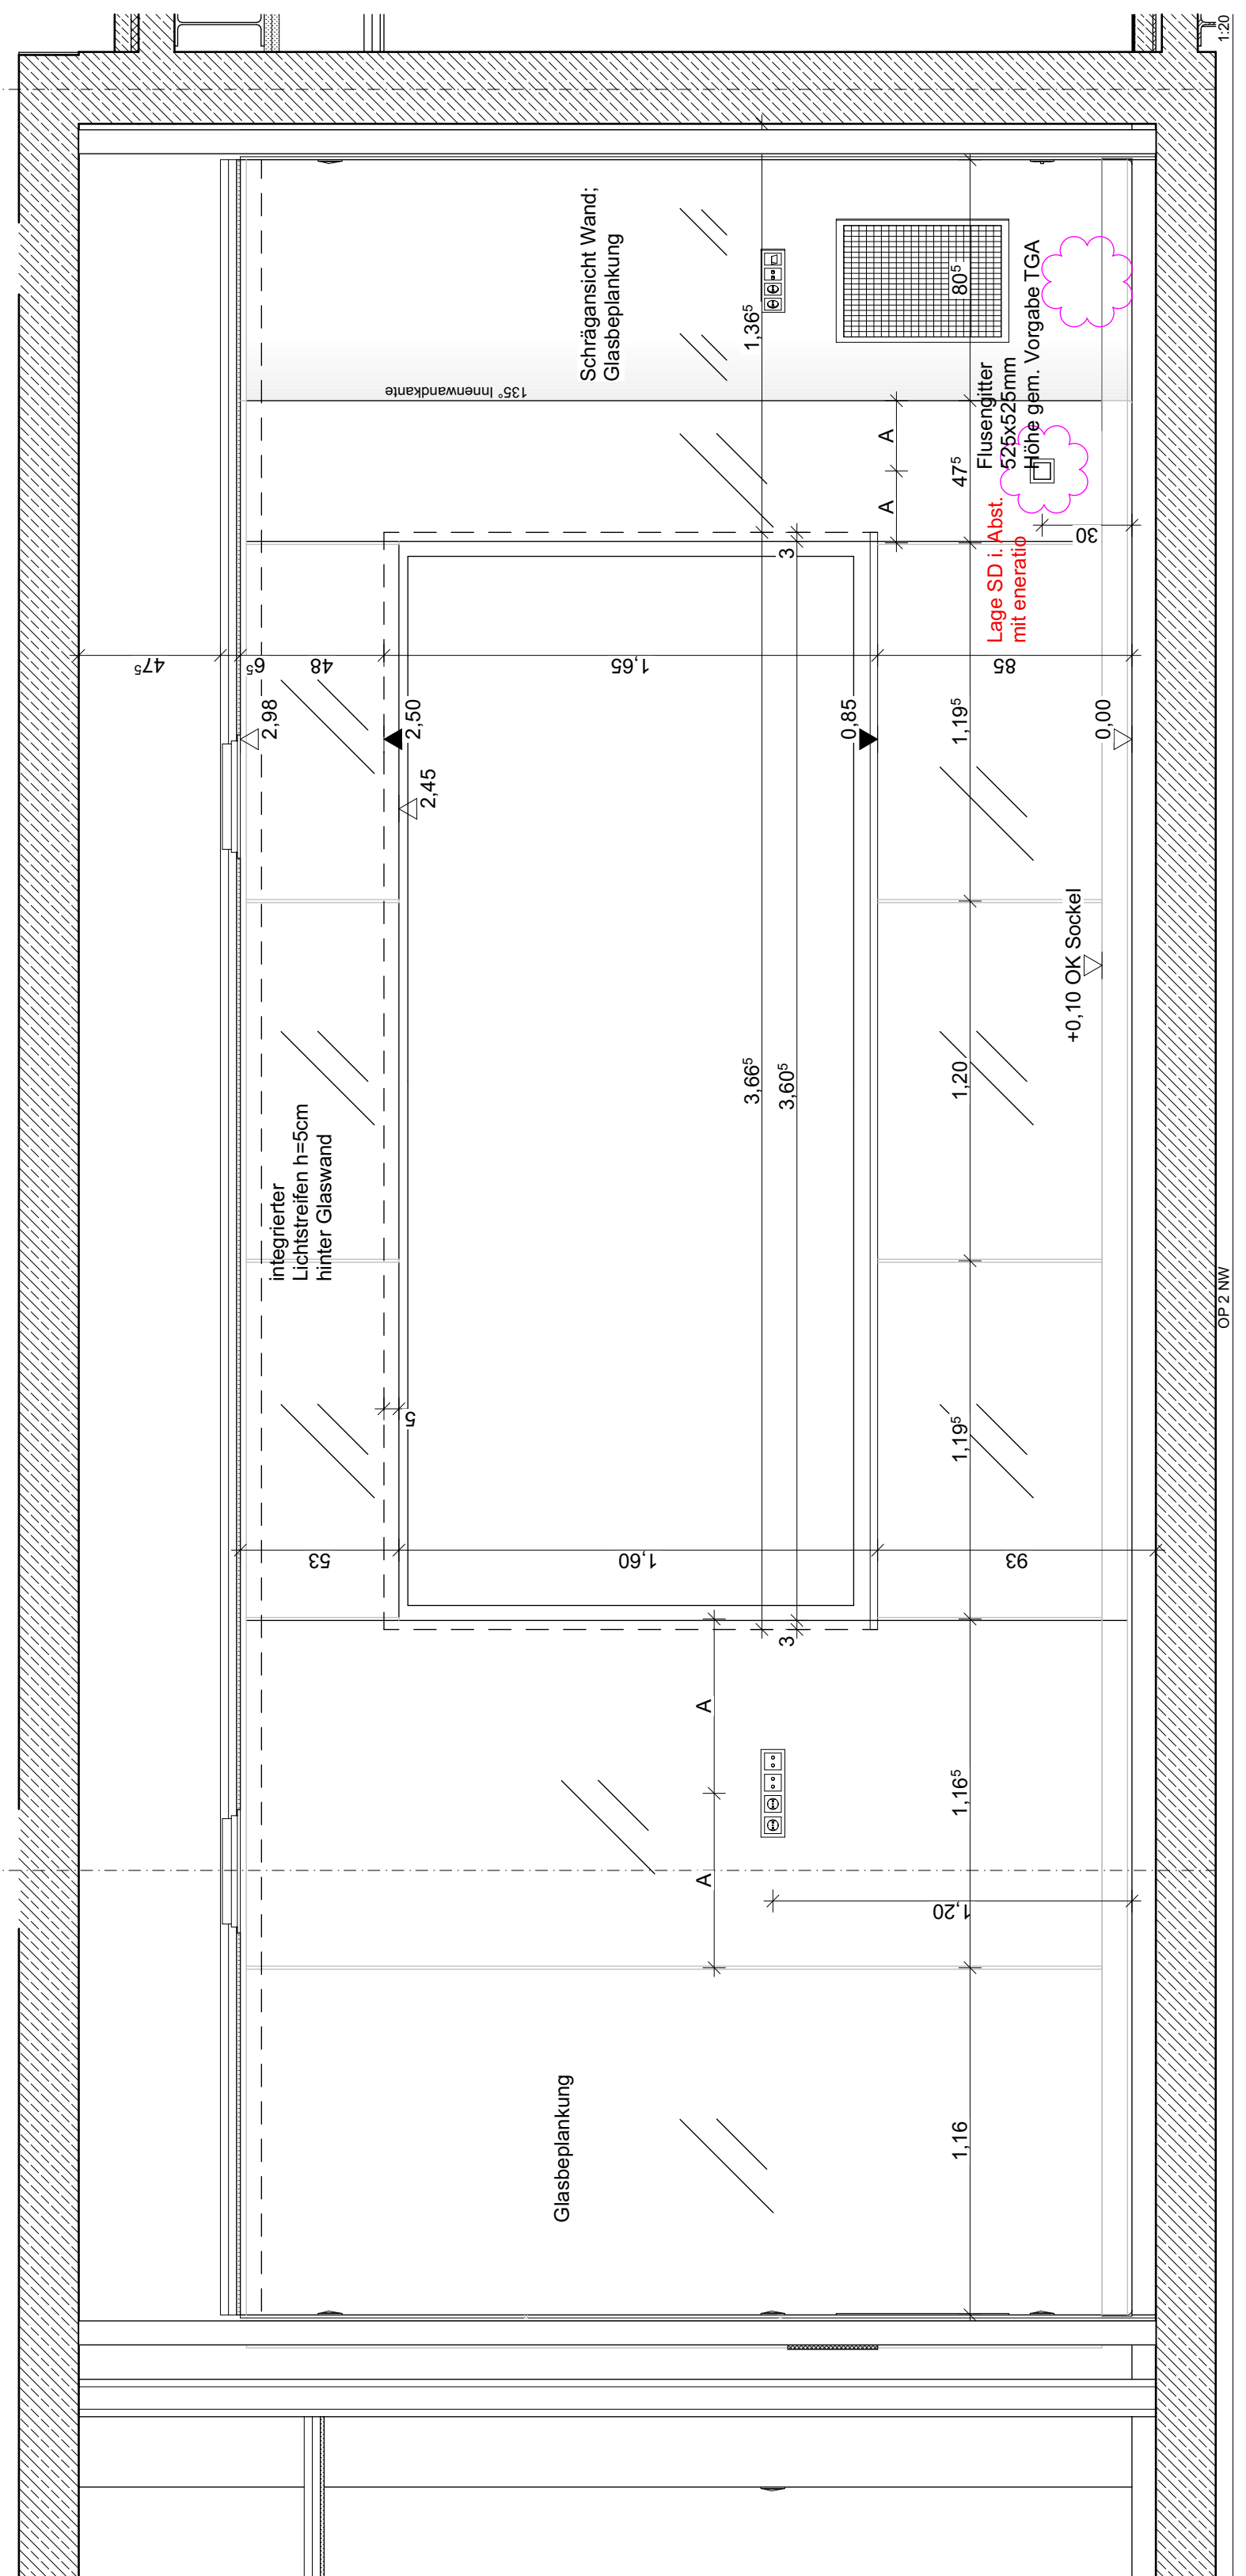 1:20
OP 2 NW
Schrägansicht Wand;
Glasbeplankung
135° Innenwandkante
1,36⁵
80⁵
Flusengitter
525x525mm
Höhe gem. Vorgabe TGA
A
A
47⁵
Lage SD i. Abst.
mit eneratio
30
3
47⁵
6⁵
48
1,65
85
2,98
2,50
2,45
0,85
0,00
1,19⁵
+0,10 OK Sockel
3,66⁵
3,60⁵
1,20
integrierter
Lichtstreifen h=5cm
hinter Glaswand
5
1,19⁵
53
1,60
93
3
A
A
1,16⁵
1,20
Glasbeplankung
1,16